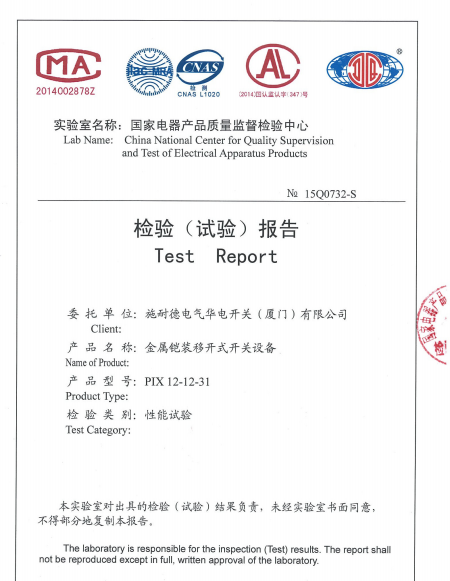 MA
ilac-MRA
CNAS
AL
2014002878Z
检 测
CNAS L1020
(2014)国认监认字(347)号
实验室名称：国家电器产品质量监督检验中心
Lab Name: China National Center for Quality Supervision
and Test of Electrical Apparatus Products
№ 15Q0732-S
检验（试验）报告
Test Report
委 托 单 位：施耐德电气华电开关（厦门）有限公司
Client:
产 品 名 称：金属铠装移开式开关设备
Name of Product:
产 品 型 号：PIX 12-12-31
Product Type:
检 验 类 别：性能试验
Test Category:
本实验室对出具的检验（试验）结果负责，未经实验室书面同意，
不得部分地复制本报告。
The laboratory is responsible for the inspection (Test) results. The report shall
not be reproduced except in full, written approval of the laboratory.